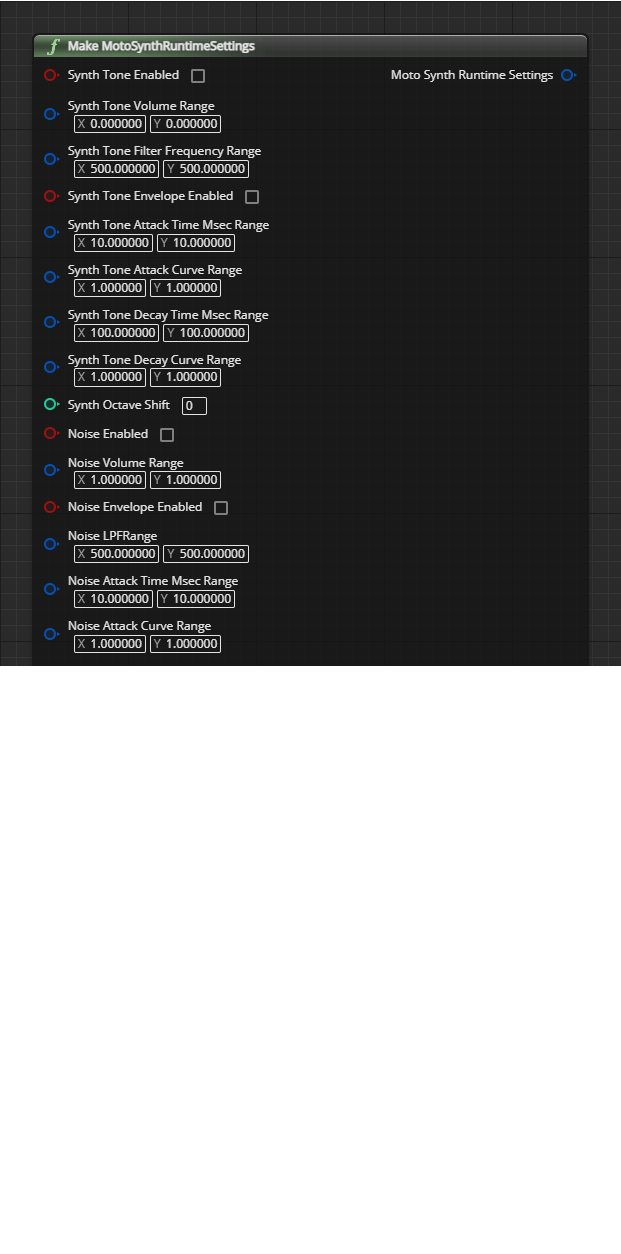 f Make MotoSynthRuntimeSettings
Synth Tone Enabled Moto Synth Runtime Settings
Synth Tone Volume Range
X 0.000000 Y 0.000000
Synth Tone Filter Frequency Range
X 500.000000 Y 500.000000
Synth Tone Envelope Enabled
Synth Tone Attack Time Msec Range
X 10.000000 Y 10.000000
Synth Tone Attack Curve Range
X 1.000000 Y 1.000000
Synth Tone Decay Time Msec Range
X 100.000000 Y 100.000000
Synth Tone Decay Curve Range
X 1.000000 Y 1.000000
Synth Octave Shift 0
Noise Enabled
Noise Volume Range
X 1.000000 Y 1.000000
Noise Envelope Enabled
Noise LPFRange
X 500.000000 Y 500.000000
Noise Attack Time Msec Range
X 10.000000 Y 10.000000
Noise Attack Curve Range
X 1.000000 Y 1.000000